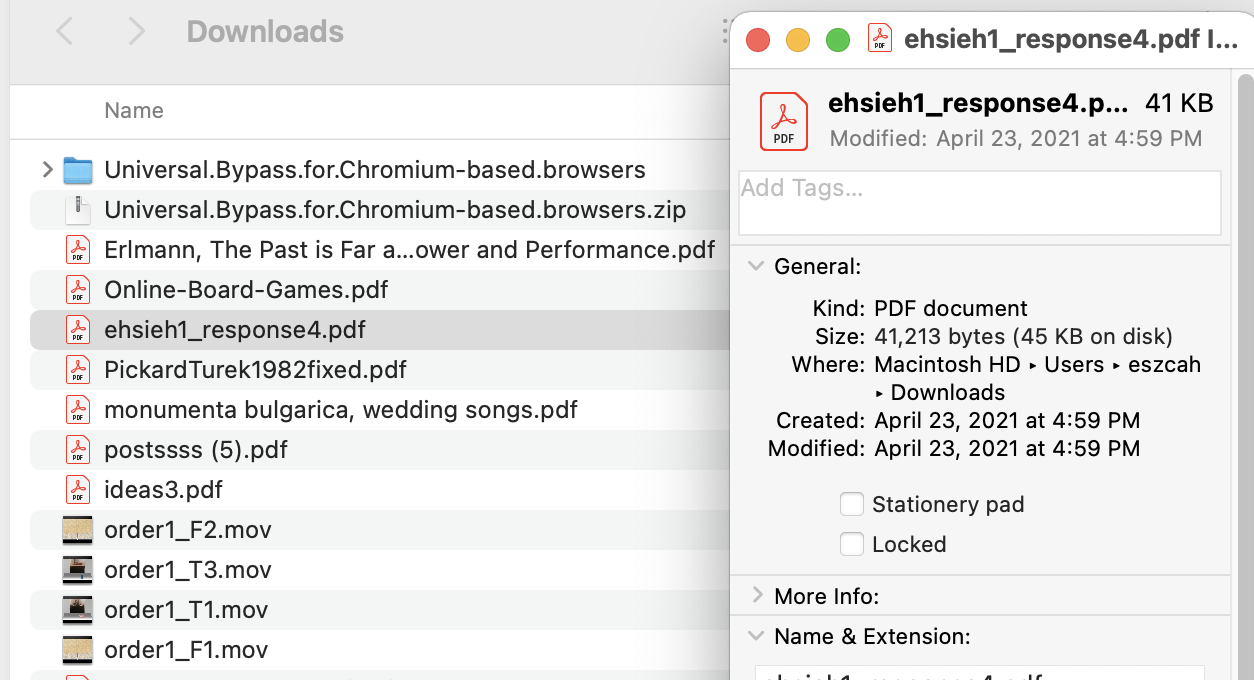 Downloads
Name
Universal.Bypass.for.Chromium-based.browsers
Universal.Bypass.for.Chromium-based.browsers.zip
Erlmann, The Past is Far a...ower and Performance.pdf
Online-Board-Games.pdf
ehsieh1_response4.pdf
PickardTurek1982fixed.pdf
monumenta bulgarica, wedding songs.pdf
postssss (5).pdf
ideas3.pdf
order1_F2.mov
order1_T3.mov
order1_T1.mov
order1_F1.mov
ehsieh1_response4.pdf I...
ehsieh1_response4.p... 41 KB
Modified: April 23, 2021 at 4:59 PM
Add Tags...
General:
Kind: PDF document
Size: 41,213 bytes (45 KB on disk)
Where: Macintosh HD ▸ Users ▸ eszcah
▸ Downloads
Created: April 23, 2021 at 4:59 PM
Modified: April 23, 2021 at 4:59 PM
Stationery pad
Locked
More Info:
Name & Extension: